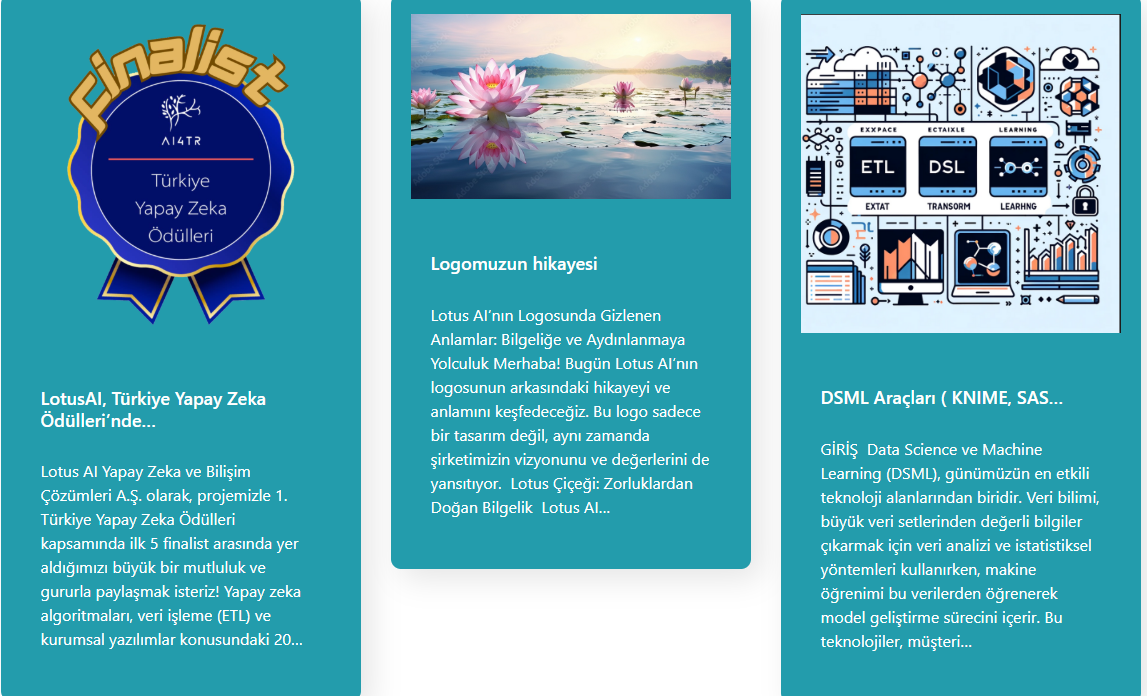 Finalist
AI4TR
Türkiye
Yapay Zeka
Ödülleri
LotusAI, Türkiye Yapay Zeka
Ödülleri’nde...
Lotus AI Yapay Zeka ve Bilişim
Çözümleri A.Ş. olarak, projemizle 1.
Türkiye Yapay Zeka Ödülleri
kapsamında ilk 5 finalist arasında yer
aldığımızı büyük bir mutluluk ve
gururla paylaşmak isteriz! Yapay zeka
algoritmaları, veri işleme (ETL) ve
kurumsal yazılımlar konusundaki 20...
Logomuzun hikayesi
Lotus AI’nın Logosunda Gizlenen
Anlamlar: Bilgeliğe ve Aydınlanmaya
Yolculuk Merhaba! Bugün Lotus AI’nın
logosunun arkasındaki hikayeyi ve
anlamını keşfedeceğiz. Bu logo sadece
bir tasarım değil, aynı zamanda
şirketimizin vizyonunu ve değerlerini de
yansıtıyor.  Lotus Çiçeği: Zorluklardan
Doğan Bilgelik  Lotus AI...
EXXPACE ECTAIXLE LEARNING
ETL DSL
EXTAT TRANSORM LEARHNG
DSML Araçları ( KNIME, SAS...
GİRİŞ  Data Science ve Machine
Learning (DSML), günümüzün en etkili
teknoloji alanlarından biridir. Veri bilimi,
büyük veri setlerinden değerli bilgiler
çıkarmak için veri analizi ve istatistiksel
yöntemleri kullanırken, makine
öğrenimi bu verilerden öğrenerek
model geliştirme sürecini içerir. Bu
teknolojiler, müşteri...